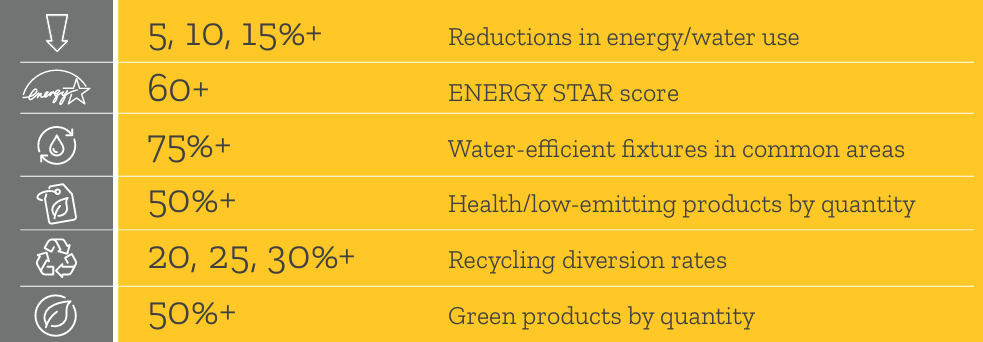 5, 10, 15%+ Reductions in energy/water use
energy 60+ ENERGY STAR score
75%+ Water-efficient fixtures in common areas
50%+ Health/low-emitting products by quantity
20, 25, 30%+ Recycling diversion rates
50%+ Green products by quantity